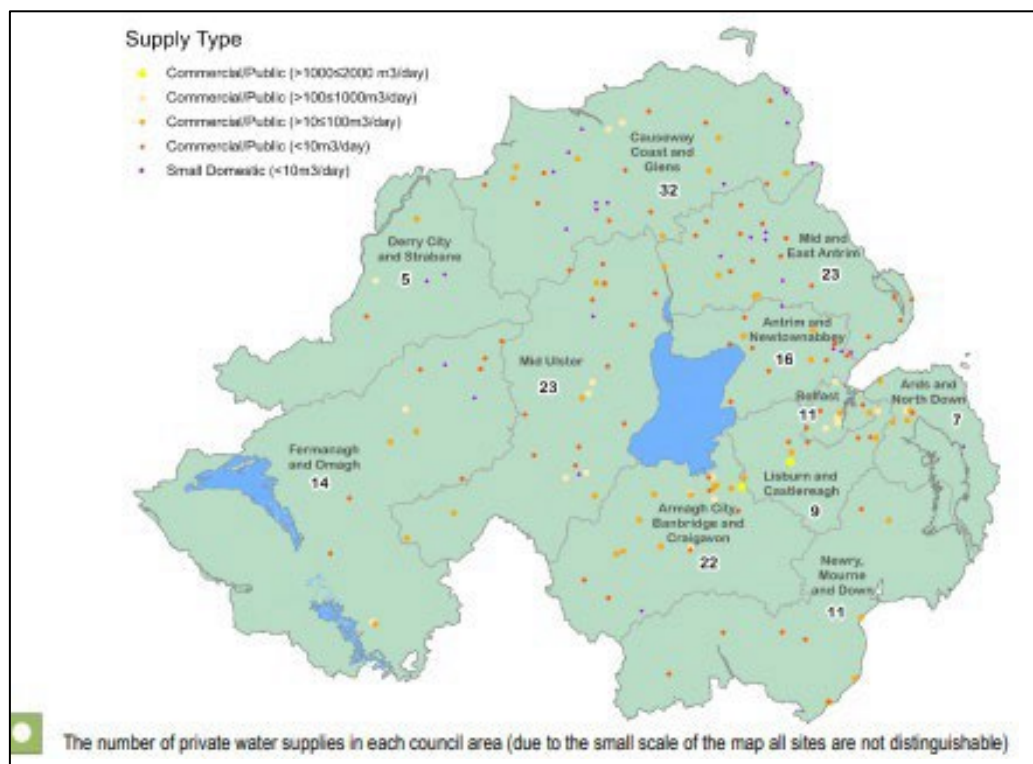 Supply Type
Commercial/Public (>1000≤2000 m3/day)
Commercial/Public (>100≤1000m3/day)
Commercial/Public (>10≤100m3/day)
Commercial/Public (<10m3/day)
Small Domestic (<10m3/day)
Causeway
Coast and
Glens
32
Derry City
and Strabane
5
Mid and
East Antrim
23
Antrim and
Newtownabbey
16
Mid Ulster
23
Belfast
11
Ards and
North Down
7
Fermanagh
and Omagh
14
Lisburn and
Castlereagh
9
Armagh City,
Banbridge and
Craigavon
22
Newry,
Mourne
and Down
11
The number of private water supplies in each council area (due to the small scale of the map all sites are not distinguishable)